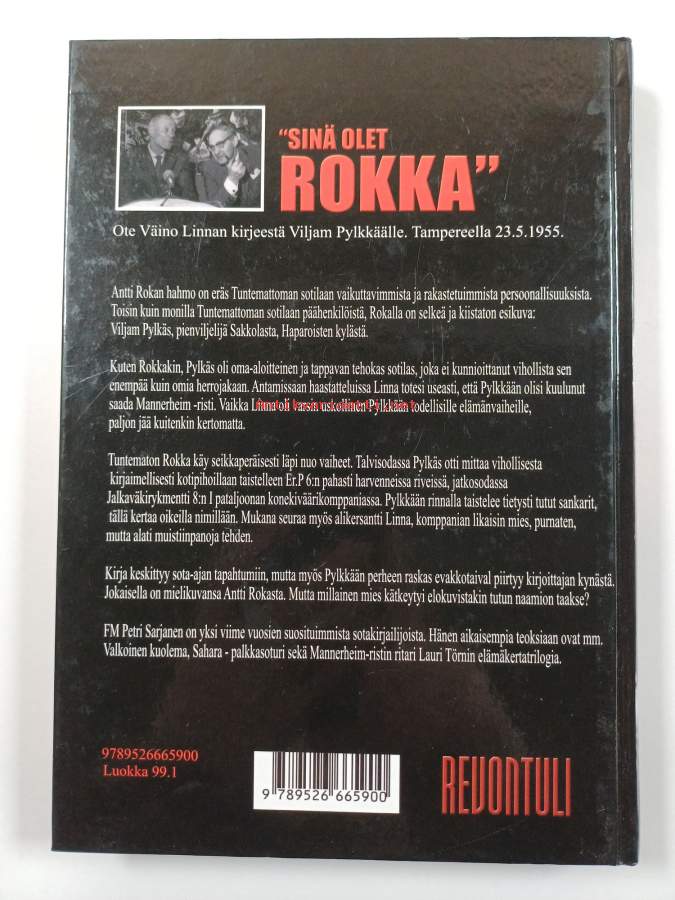 "SINÄ OLET
ROKKA"
Ote Väino Linnan kirjeestä Viljam Pylkkäälle. Tampereella 23.5.1955.
Antti Rokan hahmo on eräs Tuntemattoman sotilaan vaikuttavimmista ja rakastetuimmista persoonallisuuksista.
Toisin kuin monilla Tuntemattoman sotilaan päähenkilöistä, Rokalla on selkeä ja kiistaton esikuva:
Viljam Pylkäs, pienviljelijä Sakkolasta, Haparoisten kylästä.
Kuten Rokkakin, Pylkäs oli oma-aloitteinen ja tappavan tehokas sotilas, joka ei kunnioittanut vihollista sen
enempää kuin omia herrojakaan. Antamissaan haastatteluissa Linna totesi useasti, että Pylkkään olisi kuulunut
saada Mannerheim -risti. Vaikka Linna oli varsin uskollinen Pylkkään todellisille elämänvaiheille,
paljon jää kuitenkin kertomatta.
Tuntematon Rokka käy seikkaperäisesti läpi nuo vaiheet. Talvisodassa Pylkäs otti mittaa vihollisesta
kirjaimellisesti kotipihoillaan taistelleen Er.P 6:n pahasti harvenneissa riveissä, jatkosodassa
Jalkaväkirykmentti 8:n I pataljoonan konekiväärikomppaniassa. Pylkkään rinnalla taistelee tietysti tutut sankarit,
tällä kertaa oikeilla nimillään. Mukana seuraa myös alikersantti Linna, komppanian likaisin mies, purnaten,
mutta alati muistiinpanoja tehden.
Kirja keskittyy sota-ajan tapahtumiin, mutta myös Pylkkään perheen raskas evakkotaival piirtyy kirjoittajan kynästä.
Jokaisella on mielikuvansa Antti Rokasta. Mutta millainen mies kätkeytyi elokuvistakin tutun naamion taakse?
FM Petri Sarjanen on yksi viime vuosien suosituimmista sotakirjailijoista. Hänen aikaisempia teoksiaan ovat mm.
Valkoinen kuolema, Sahara - palkkasoturi sekä Mannerheim-ristin ritari Lauri Törnin elämäkertatrilogia.
9789526665900
Luokka 99.1
9 789526 665900
REVONTULI